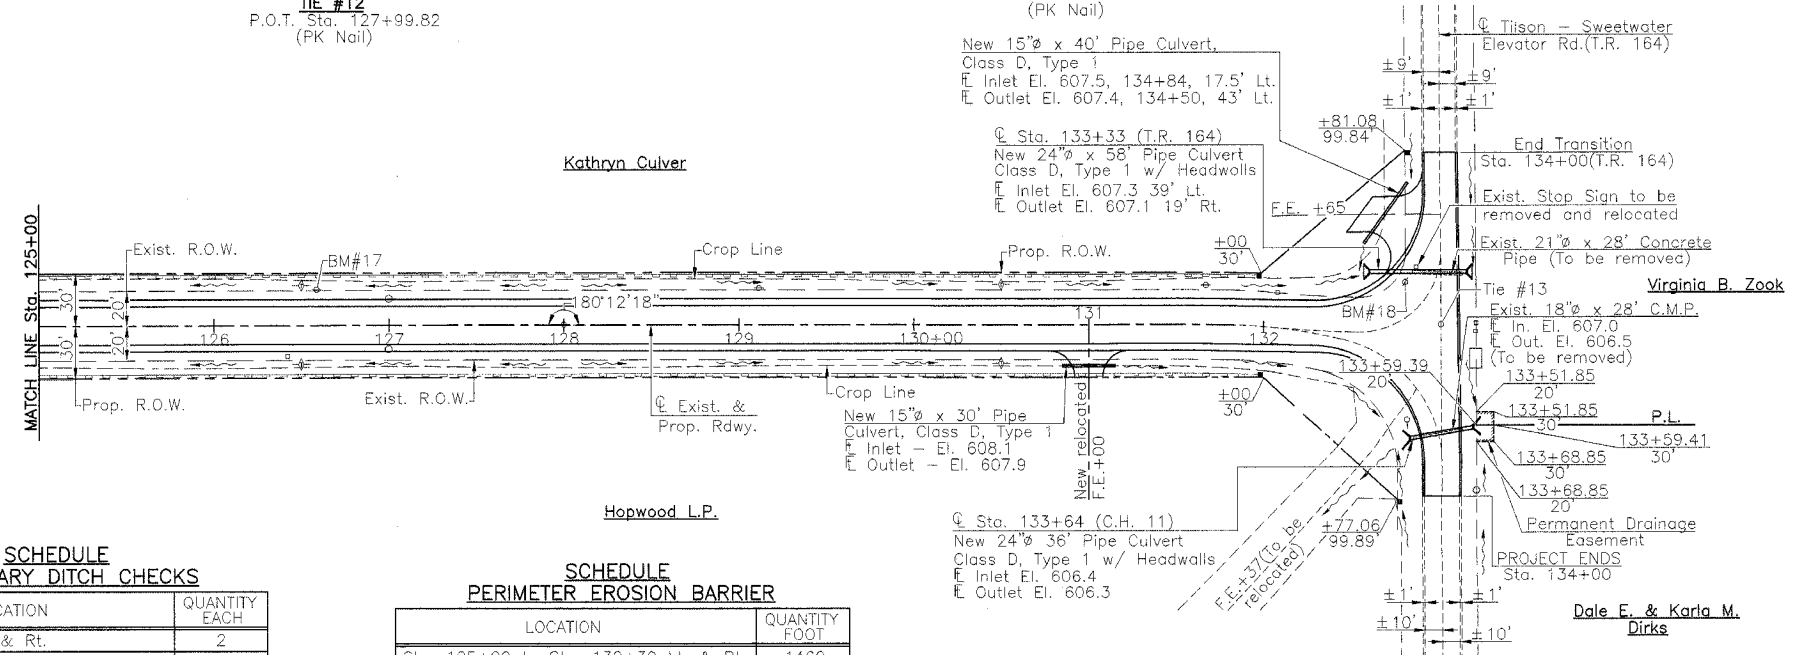 TIE #12
P.O.T. Sta. 127+99.82
(PK Nail)
(PK Nail)
New 15"ø x 40' Pipe Culvert,
Class D, Type 1
FL Inlet El. 607.5, 134+84, 17.5' Lt.
FL Outlet El. 607.4, 134+50, 43' Lt.
℄ Sta. 133+33 (T.R. 164)
New 24"ø x 58' Pipe Culvert
Class D, Type 1 w/ Headwolls
FL Inlet El. 607.3 39' Lt.
FL Outlet El. 607.1 19' Rt.
℄ Tilson - Sweetwater
Elevator Rd.(T.R. 164)
±9'
±9'
±1'
±1'
+81.08
99.84'
End Transition
Sta. 134+00(T.R. 164)
Exist. Stop Sign to be
removed and relocated
F.E. +65
+00
30'
Exist. 21"ø x 28' Concrete
Pipe (To be removed)
Virginia B. Zook
Tie #13
Exist. 18"ø x 28' C.M.P.
FL In. El. 607.0
FL Out. El. 606.5
(To be removed)
BM#18
Kathryn Culver
MATCH LINE Sta. 125+00
Exist. R.O.W.
BM#17
Crop Line
Prop. R.O.W.
30'
20'
180°12'18"
30'
20'
126
127
128
129
130+00
131
132
Prop. R.O.W.
Exist. R.O.W.
℄ Exist. &
Prop. Rdwy.
Crop Line
New 15"ø x 30' Pipe
Culvert, Class D, Type 1
FL Inlet - El. 608.1
FL Outlet - El. 607.9
New relocated
F.E.+00
+00
30'
133+59.39
20'
133+51.85
20'
133+51.85
30'
P.L.
133+59.41
30'
133+68.85
30'
133+68.85
20'
Permanent Drainage
Easement
PROJECT ENDS
Sta. 134+00
Hopwood L.P.
℄ Sta. 133+64 (C.H. 11)
New 24"ø 36' Pipe Culvert
Class D, Type 1 w/ Headwalls
FL Inlet El. 606.4
FL Outlet El. 606.3
F.E.+37(To be
relocated)
+77.06
99.89'
±1'
±1'
±10'
±10'
Dale E. & Karla M.
Dirks
SCHEDULE
ARY DITCH CHECKS
CATION
QUANTITY
EACH
& Rt.
2
SCHEDULE
PERIMETER EROSION BARRIER
LOCATION
QUANTITY
FOOT